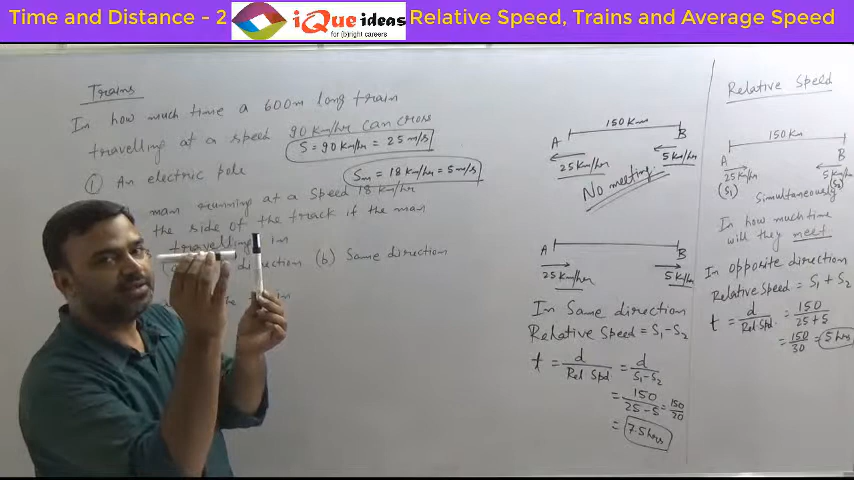 Time and Distance - 2
iQue ideas
for (b)right careers
Relative Speed, Trains and Average Speed
Trains
In how much time a 600m long train
travelling at a speed 90 Km/hr can cross
S = 90 Km/hr = 25 m/s
① An electric pole
Sm = 18 Km/hr = 5 m/s
man running at a Speed 18 km/hr
the side of the track if the man
travelling in
direction (b) Same direction
in
150 Km
A B
25 Km/hr 5 Km/hr
No meeting.
A B
25 Km/hr 5 Km/hr
In Same direction
Relative Speed = S1 - S2
t = d / Rel Spd = d / S1 - S2
= 150 / 25 - 5 = 150 / 20
= 7.5 hrs
Relative Speed
150 Km
A B
25 Km/hr 5 Km/hr
(S1) (S2)
Simultaneously
In how much time
will they meet.
In opposite direction
Relative Speed = S1 + S2
t = d / Rel Spd. = 150 / 25 + 5
= 150 / 30 = 5 hrs